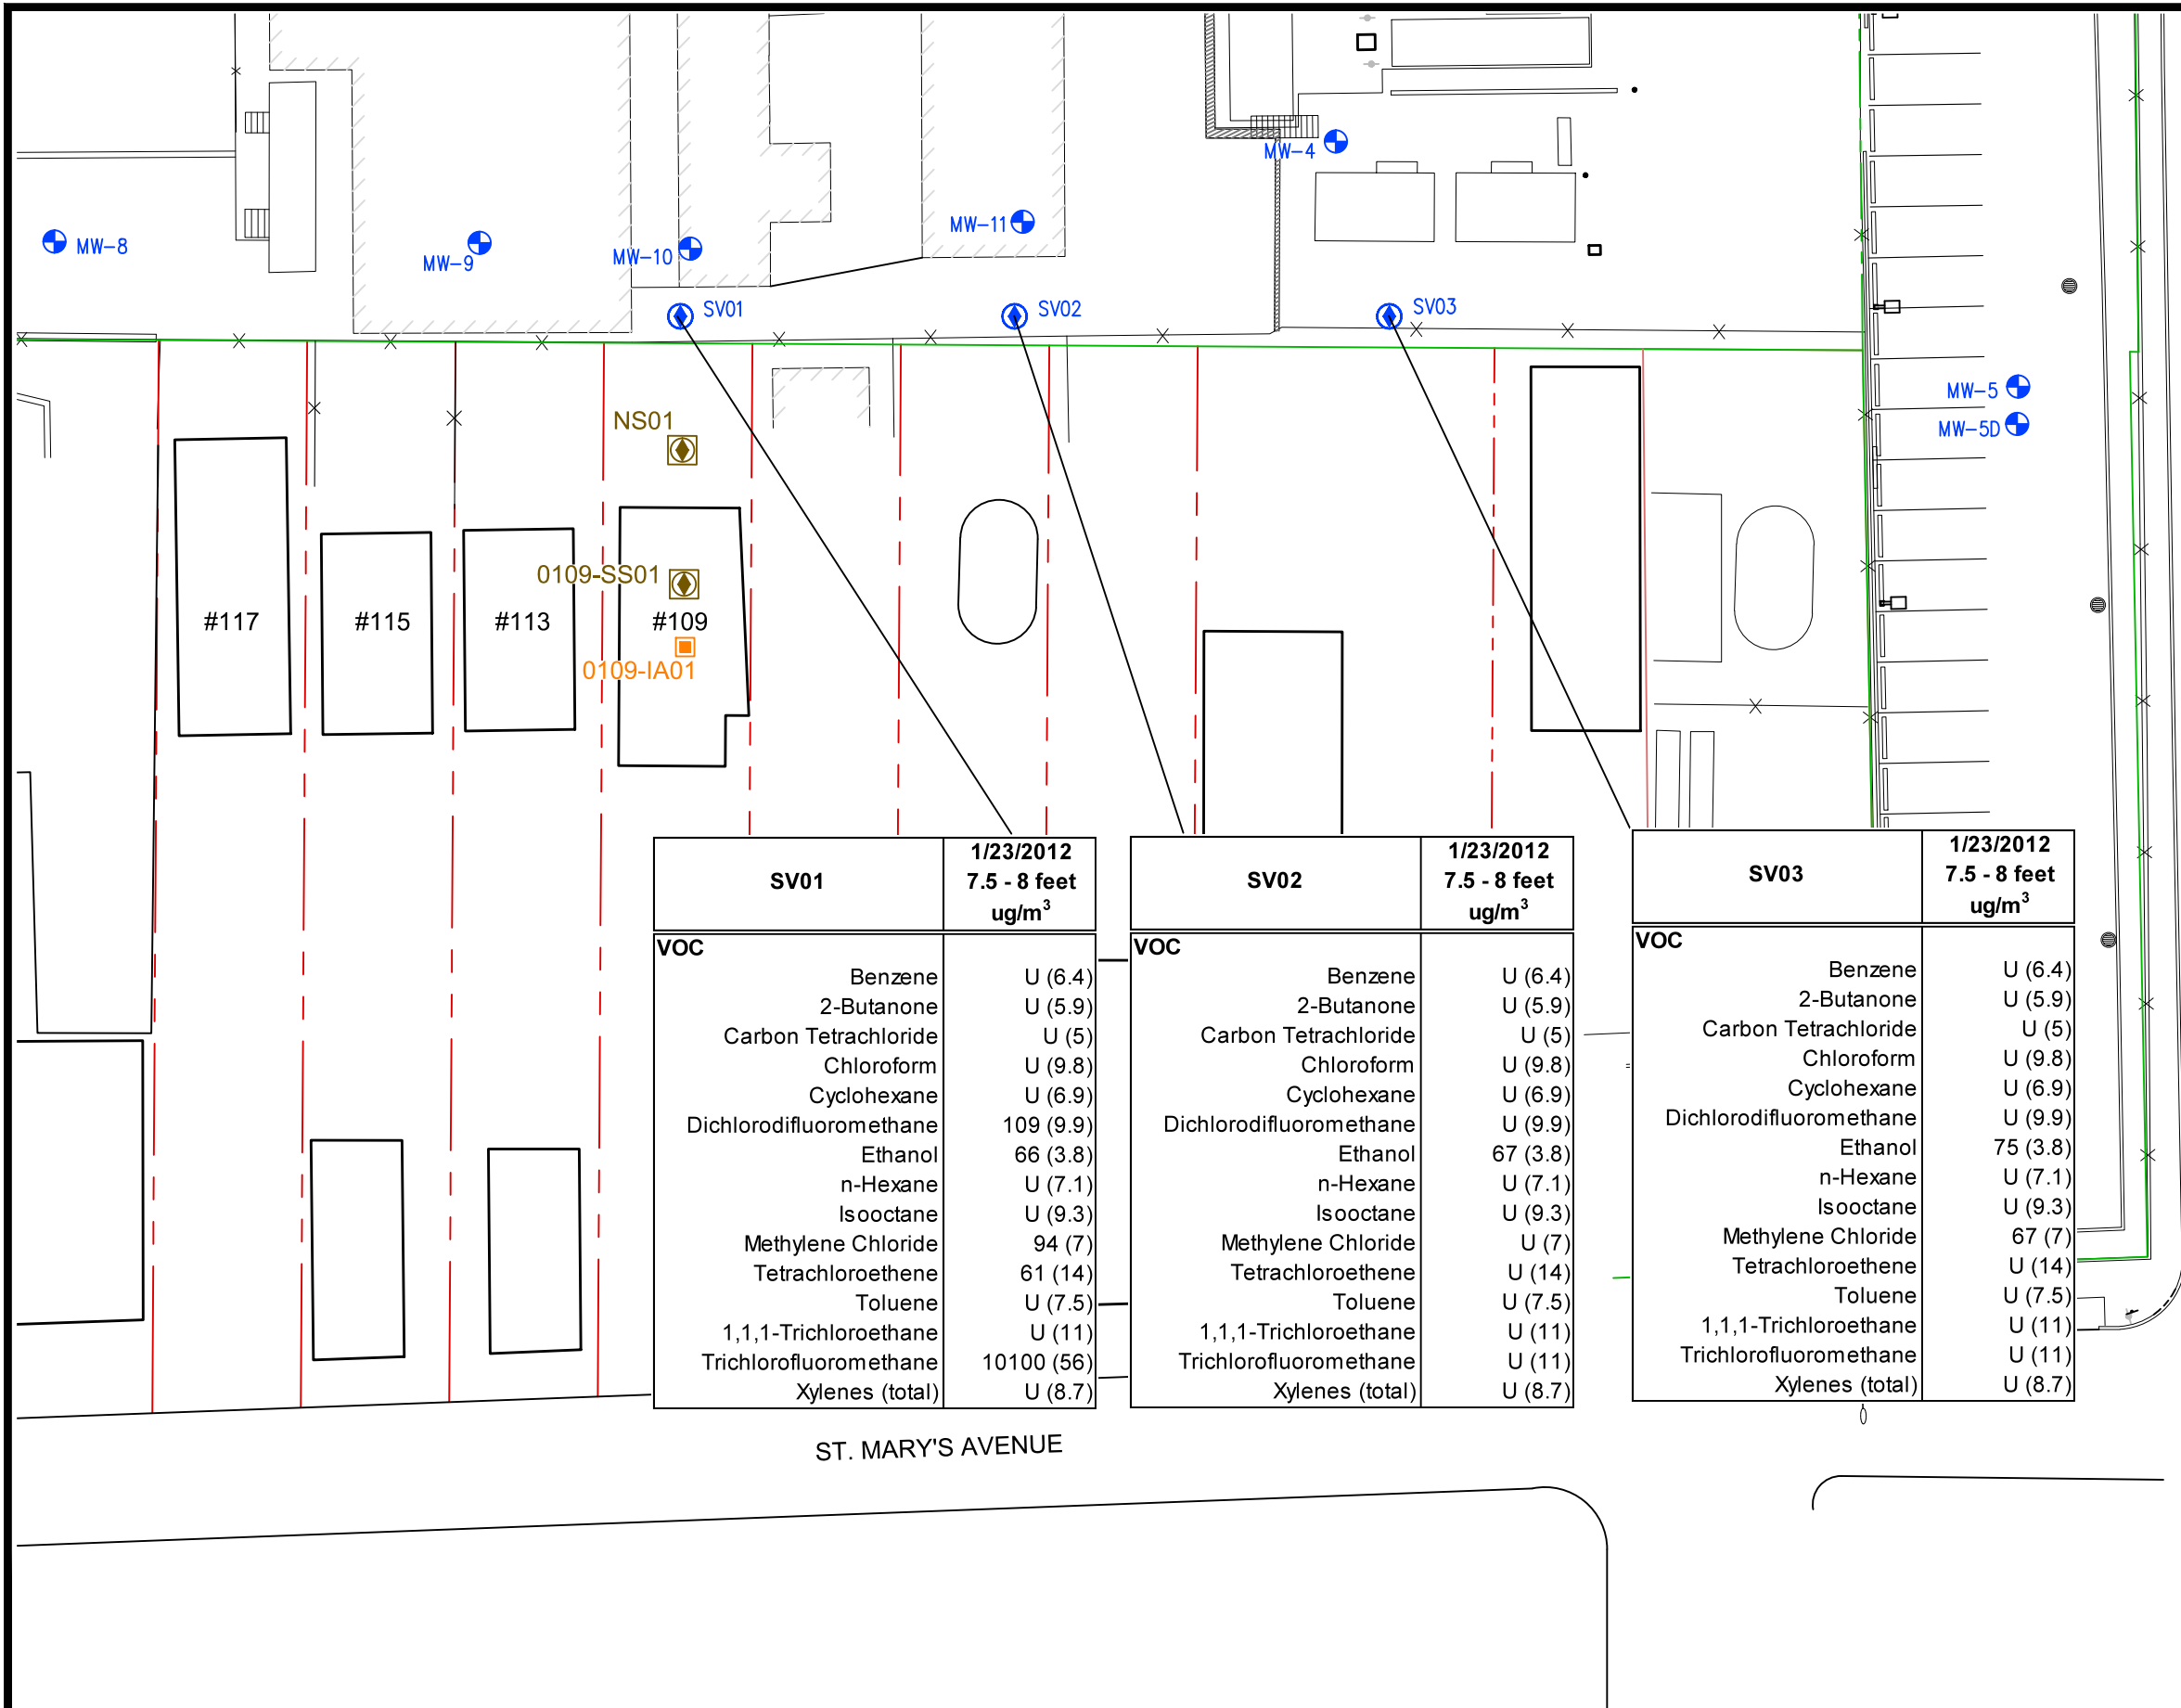 MW-4
MW-8
MW-9
MW-10
MW-11
SV01
SV02
SV03
MW-5
MW-5D
NS01
0109-SS01
#117
#115
#113
#109
0109-IA01
SV01
1/23/2012
7.5 - 8 feet
ug/m³
VOC
Benzene U (6.4)
2-Butanone U (5.9)
Carbon Tetrachloride U (5)
Chloroform U (9.8)
Cyclohexane U (6.9)
Dichlorodifluoromethane 109 (9.9)
Ethanol 66 (3.8)
n-Hexane U (7.1)
Isooctane U (9.3)
Methylene Chloride 94 (7)
Tetrachloroethene 61 (14)
Toluene U (7.5)
1,1,1-Trichloroethane U (11)
Trichlorofluoromethane 10100 (56)
Xylenes (total) U (8.7)
SV02
1/23/2012
7.5 - 8 feet
ug/m³
VOC
Benzene U (6.4)
2-Butanone U (5.9)
Carbon Tetrachloride U (5)
Chloroform U (9.8)
Cyclohexane U (6.9)
Dichlorodifluoromethane U (9.9)
Ethanol 67 (3.8)
n-Hexane U (7.1)
Isooctane U (9.3)
Methylene Chloride U (7)
Tetrachloroethene U (14)
Toluene U (7.5)
1,1,1-Trichloroethane U (11)
Trichlorofluoromethane U (11)
Xylenes (total) U (8.7)
SV03
1/23/2012
7.5 - 8 feet
ug/m³
VOC
Benzene U (6.4)
2-Butanone U (5.9)
Carbon Tetrachloride U (5)
Chloroform U (9.8)
Cyclohexane U (6.9)
Dichlorodifluoromethane U (9.9)
Ethanol 75 (3.8)
n-Hexane U (7.1)
Isooctane U (9.3)
Methylene Chloride 67 (7)
Tetrachloroethene U (14)
Toluene U (7.5)
1,1,1-Trichloroethane U (11)
Trichlorofluoromethane U (11)
Xylenes (total) U (8.7)
ST. MARY'S AVENUE